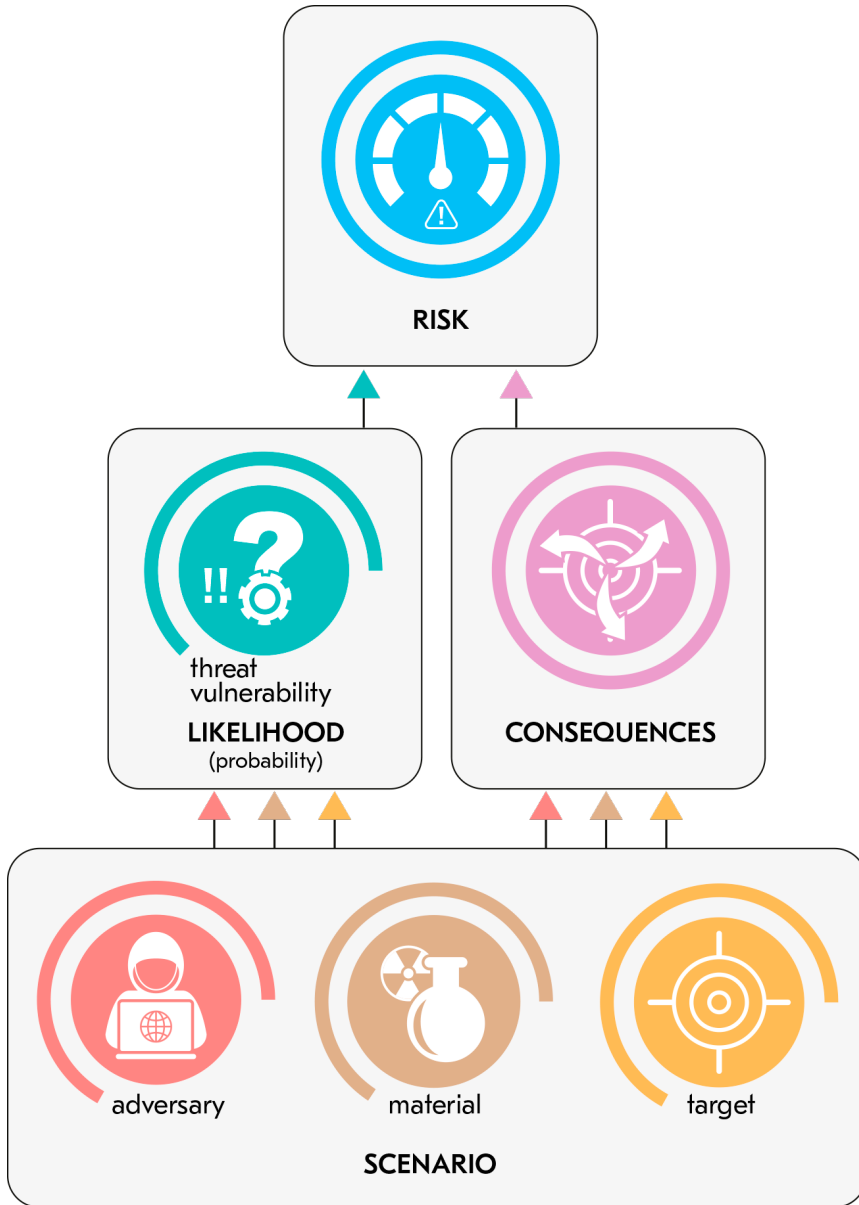 RISK
threat
vulnerability
LIKELIHOOD
(probability)
CONSEQUENCES
!!
adversary
material
target
SCENARIO